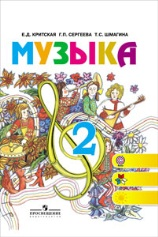 Е.Д. КРИТСКАЯ Г.П. СЕРГЕЕВА Т.С. ШМАГИНА
МУЗЫКА
2
ПРОСВЕЩЕНИЕ